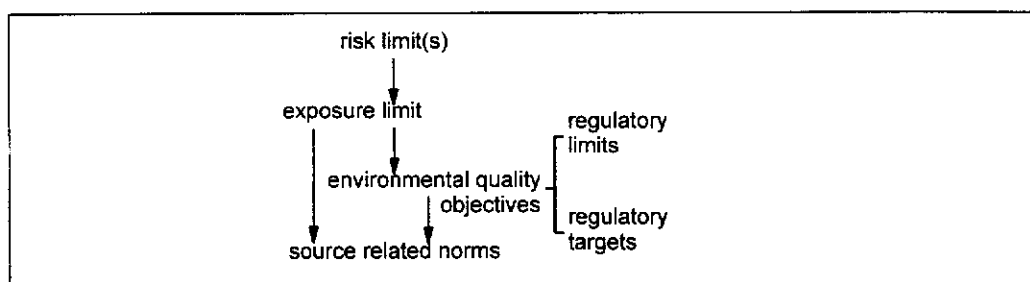 risk limit(s)
exposure limit
regulatory
limits
environmental quality
objectives
regulatory
targets
source related norms